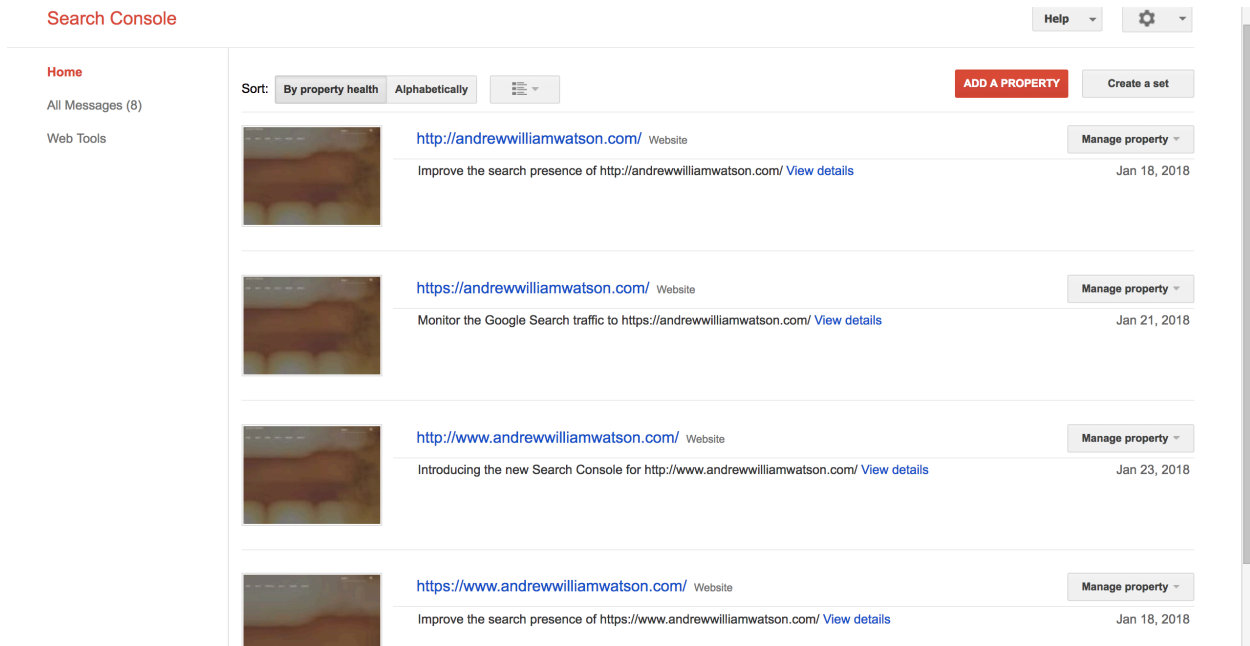 Search Console
Help
Home
All Messages (8)
Web Tools
Sort: By property health Alphabetically
ADD A PROPERTY
Create a set
http://andrewwilliamwatson.com/ Website
Manage property
Improve the search presence of http://andrewwilliamwatson.com/ View details
Jan 18, 2018
https://andrewwilliamwatson.com/ Website
Manage property
Monitor the Google Search traffic to https://andrewwilliamwatson.com/ View details
Jan 21, 2018
http://www.andrewwilliamwatson.com/ Website
Manage property
Introducing the new Search Console for http://www.andrewwilliamwatson.com/ View details
Jan 23, 2018
https://www.andrewwilliamwatson.com/ Website
Manage property
Improve the search presence of https://www.andrewwilliamwatson.com/ View details
Jan 18, 2018